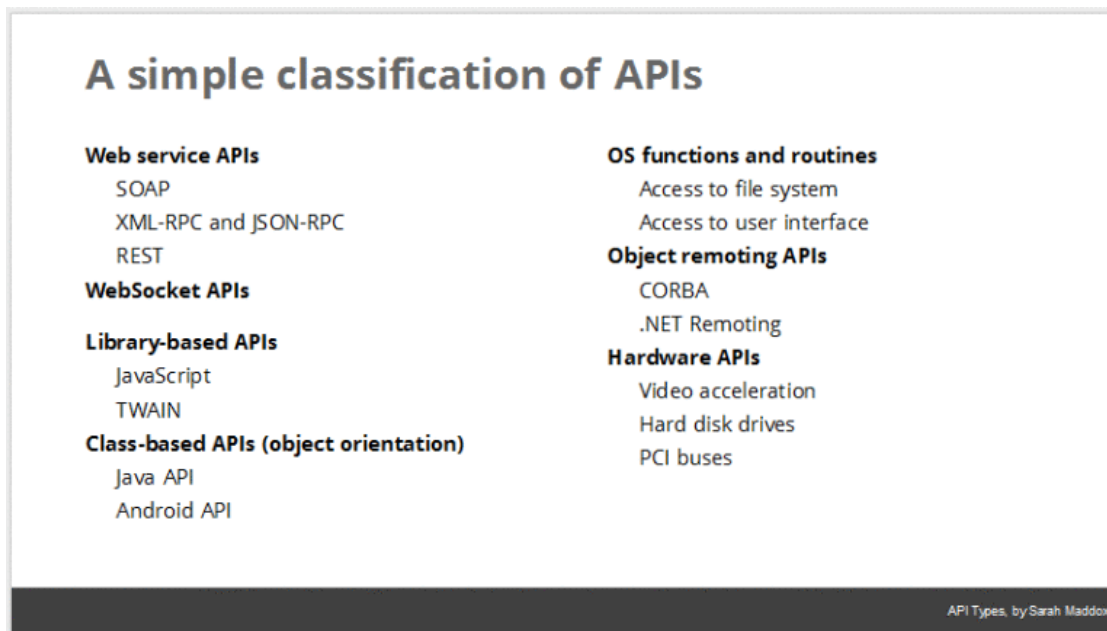 A simple classification of APIs
Web service APIs
SOAP
XML-RPC and JSON-RPC
REST
WebSocket APIs
Library-based APIs
JavaScript
TWAIN
Class-based APIs (object orientation)
Java API
Android API
OS functions and routines
Access to file system
Access to user interface
Object remoting APIs
CORBA
.NET Remoting
Hardware APIs
Video acceleration
Hard disk drives
PCI buses
API Types, by Sarah Maddox